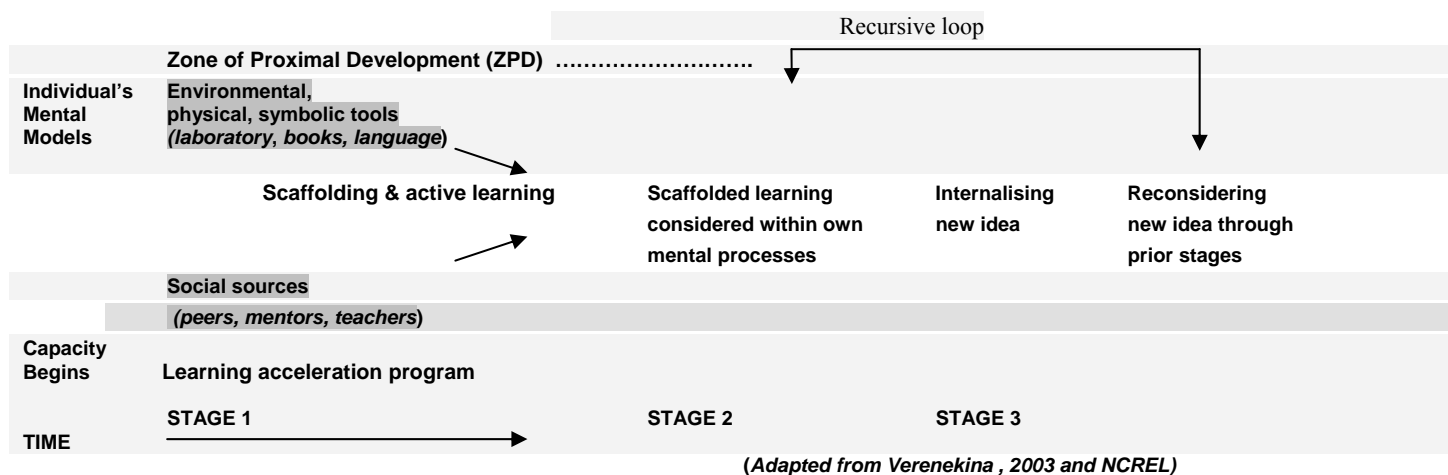 Recursive loop
Zone of Proximal Development (ZPD) ............................
Individual's
Mental
Models
Environmental,
physical, symbolic tools
(laboratory, books, language)
Scaffolding & active learning
Scaffolded learning
considered within own
mental processes
Internalising
new idea
Reconsidering
new idea through
prior stages
Social sources
(peers, mentors, teachers)
Capacity
Begins
Learning acceleration program
STAGE 1
STAGE 2
STAGE 3
TIME
(Adapted from Verenekina , 2003 and NCREL)